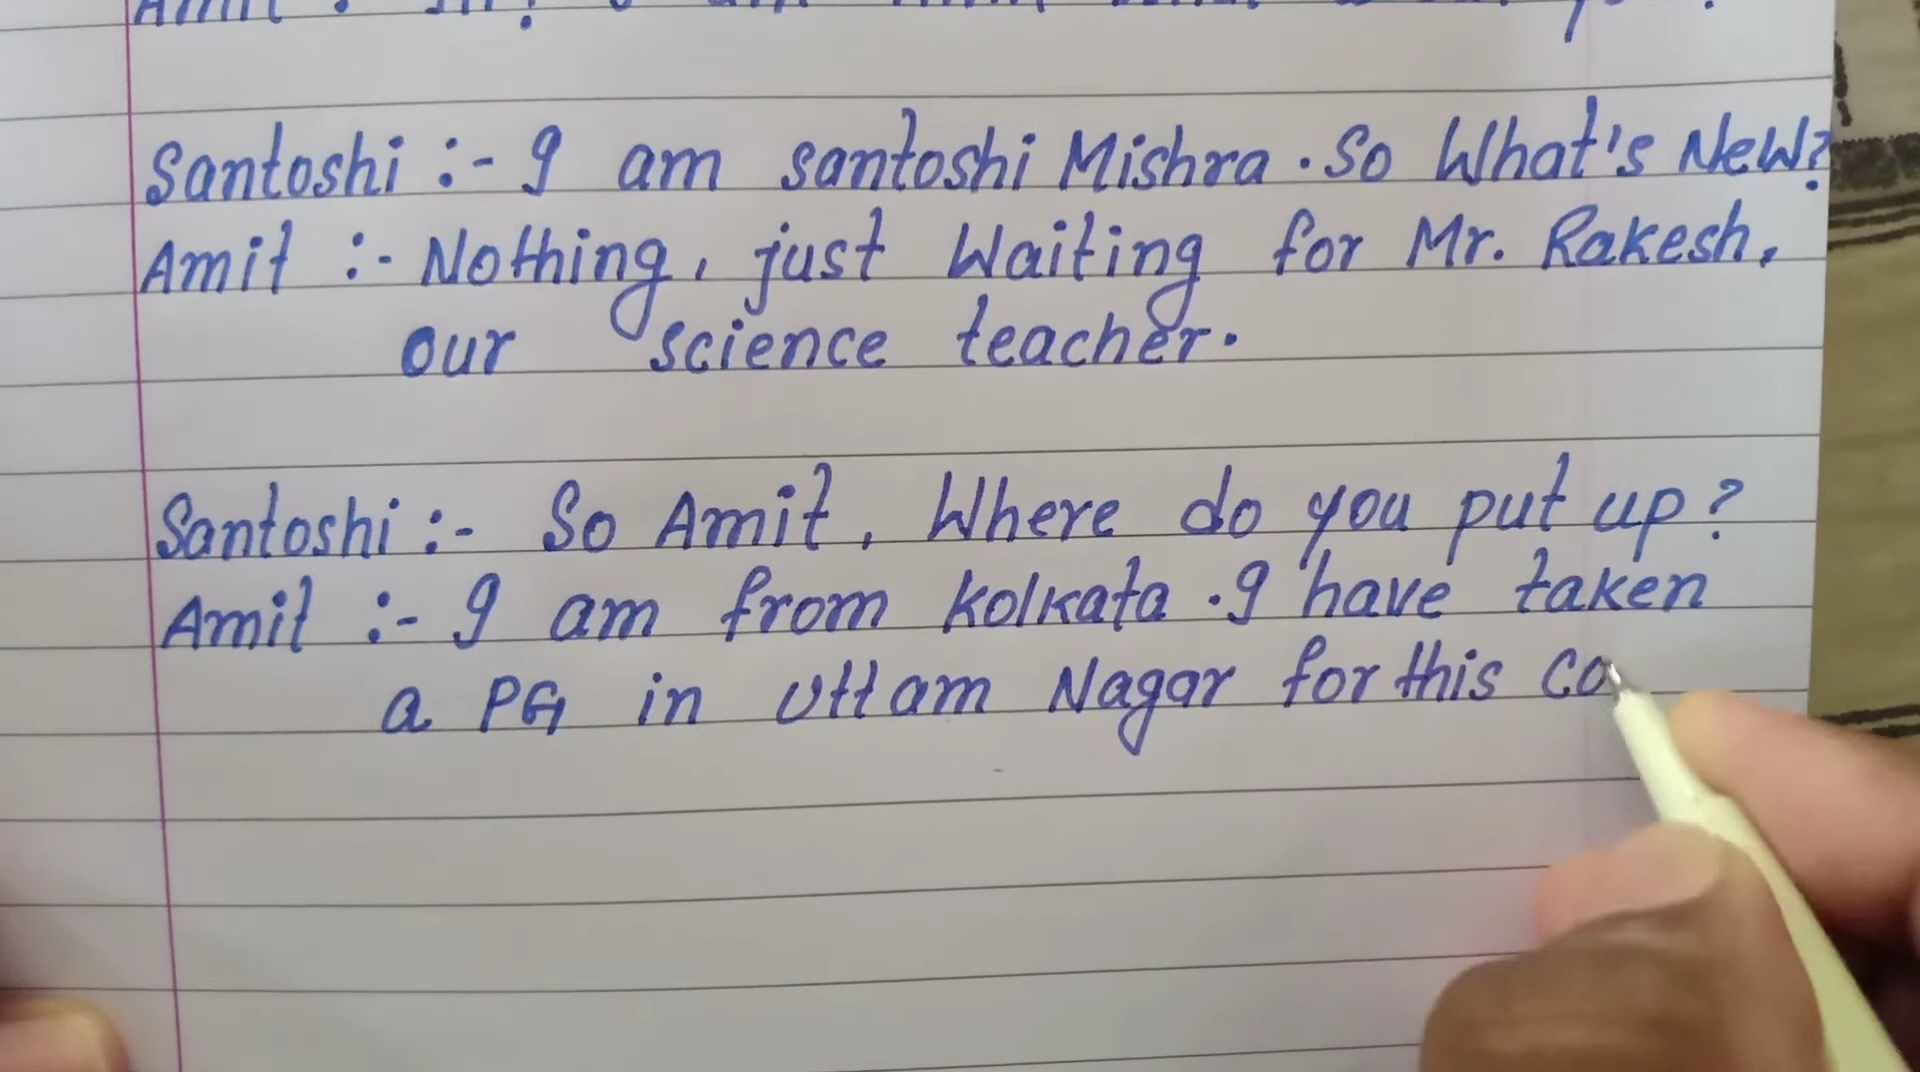 Santoshi :- I am santoshi Mishra. So What's New?
Amit :- Nothing, just Waiting for Mr. Rakesh,
our science teacher.
Santoshi :- So Amit, Where do you put up?
Amit :- I am from Kolkata. I have taken
a PG in Uttam Nagar for this co